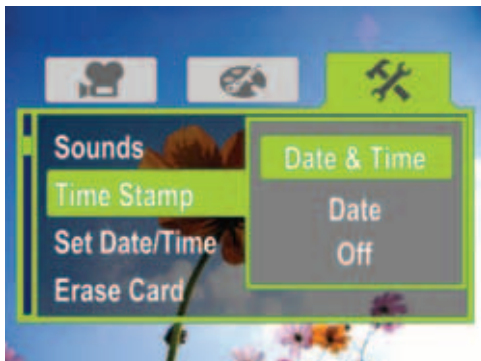 Sounds
Time Stamp
Set Date/Time
Erase Card
Date & Time
Date
Off